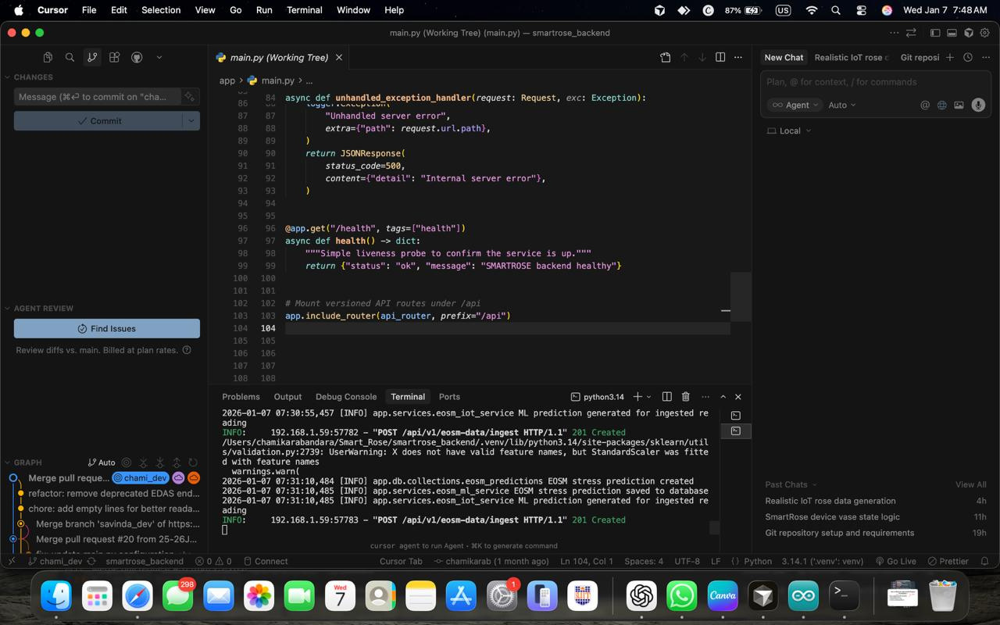 Cursor File Edit Selection View Go Run Terminal Window Help 87% US Wed Jan 7 7:48 AM
main.py (Working Tree) (main.py) — smartrose_backend
main.py (Working Tree)
CHANGES
Message (⌘⏎ to commit on "cha...
Commit
AGENT REVIEW
Find Issues
Review diffs vs. main. Billed at plan rates.
GRAPH Auto
Merge pull reque... chami_dev
refactor: remove deprecated EDAS end...
chore: add empty lines for better reada...
Merge branch 'savinda_dev' of https:...
Merge pull request #20 from 25-26J...
app > main.py > ...
84 async def unhandled_exception_handler(request: Request, exc: Exception):
86 86 logger.exception(
87 87 "Unhandled server error",
88 88 extra={"path": request.url.path},
89 89 )
90 90 return JSONResponse(
91 91 status_code=500,
92 92 content={"detail": "Internal server error"},
93 93 )
94 94
95 95
96 96 @app.get("/health", tags=["health"])
97 97 async def health() -> dict:
98 98 """Simple liveness probe to confirm the service is up."""
99 99 return {"status": "ok", "message": "SMARTROSE backend healthy"}
100 100
101 101
102 102 # Mount versioned API routes under /api
103 103 app.include_router(api_router, prefix="/api")
104 104
105 105
106 106
107 107
108 108
Problems Output Debug Console Terminal Ports python3.14
2026-01-07 07:30:55,457 [INFO] app.services.eosm_iot_service ML prediction generated for ingested re
ading
INFO: 192.168.1.59:57782 - "POST /api/v1/eosm-data/ingest HTTP/1.1" 201 Created
/Users/chamikarabandara/Smart_Rose/smartrose_backend/.venv/lib/python3.14/site-packages/sklearn/util
s/validation.py:2739: UserWarning: X does not have valid feature names, but StandardScaler was fitte
d with feature names
warnings.warn(
2026-01-07 07:31:10,484 [INFO] app.db.collections.eosm_predictions EOSM stress prediction created
2026-01-07 07:31:10,485 [INFO] app.services.eosm_ml_service EOSM stress prediction saved to database
2026-01-07 07:31:10,485 [INFO] app.services.eosm_iot_service ML prediction generated for ingested re
ading
INFO: 192.168.1.59:57783 - "POST /api/v1/eosm-data/ingest HTTP/1.1" 201 Created
cursor agent to run Agent • ⌘K to generate command
New Chat Realistic IoT rose Git reposi
Plan, @ for context, / for commands
∞ Agent Auto
Local
Past Chats View All
Realistic IoT rose data generation 4h
SmartRose device vase state logic 11h
Git repository setup and requirements 19h
chami_dev smartrose_backend 0 0 Connect Cursor Tab chamikarab (1 month ago) Ln 104, Col 1 Spaces: 4 UTF-8 LF {} Python 3.14.1 ('.venv': venv) Go Live Prettier
298
Wed
7
1
Canva